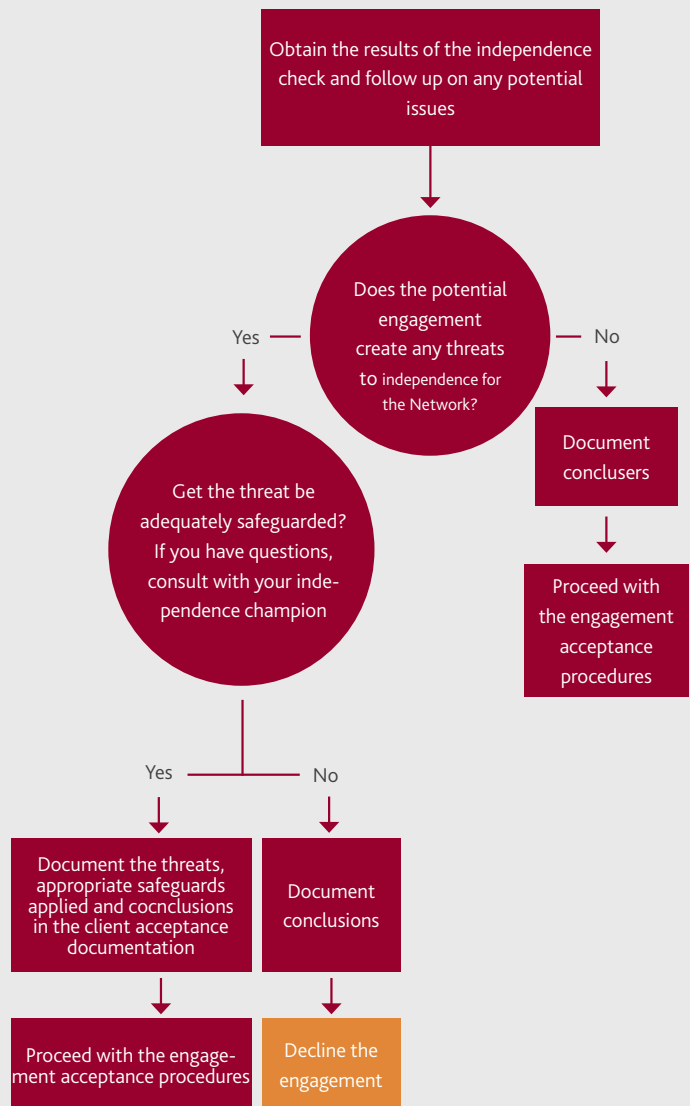 Obtain the results of the independence
check and follow up on any potential
issues
Does the potential
engagement
create any threats
to independence for
the Network?
Yes
No
Document
conclusers
Proceed with
the engagement
acceptance
procedures
Get the threat be
adequately safeguarded?
If you have questions,
consult with your inde-
pendence champion
Yes
No
Document the threats,
appropriate safeguards
applied and cocnclusions
in the client acceptance
documentation
Document
conclusions
Proceed with the engage-
ment acceptance procedures
Decline the
engagement